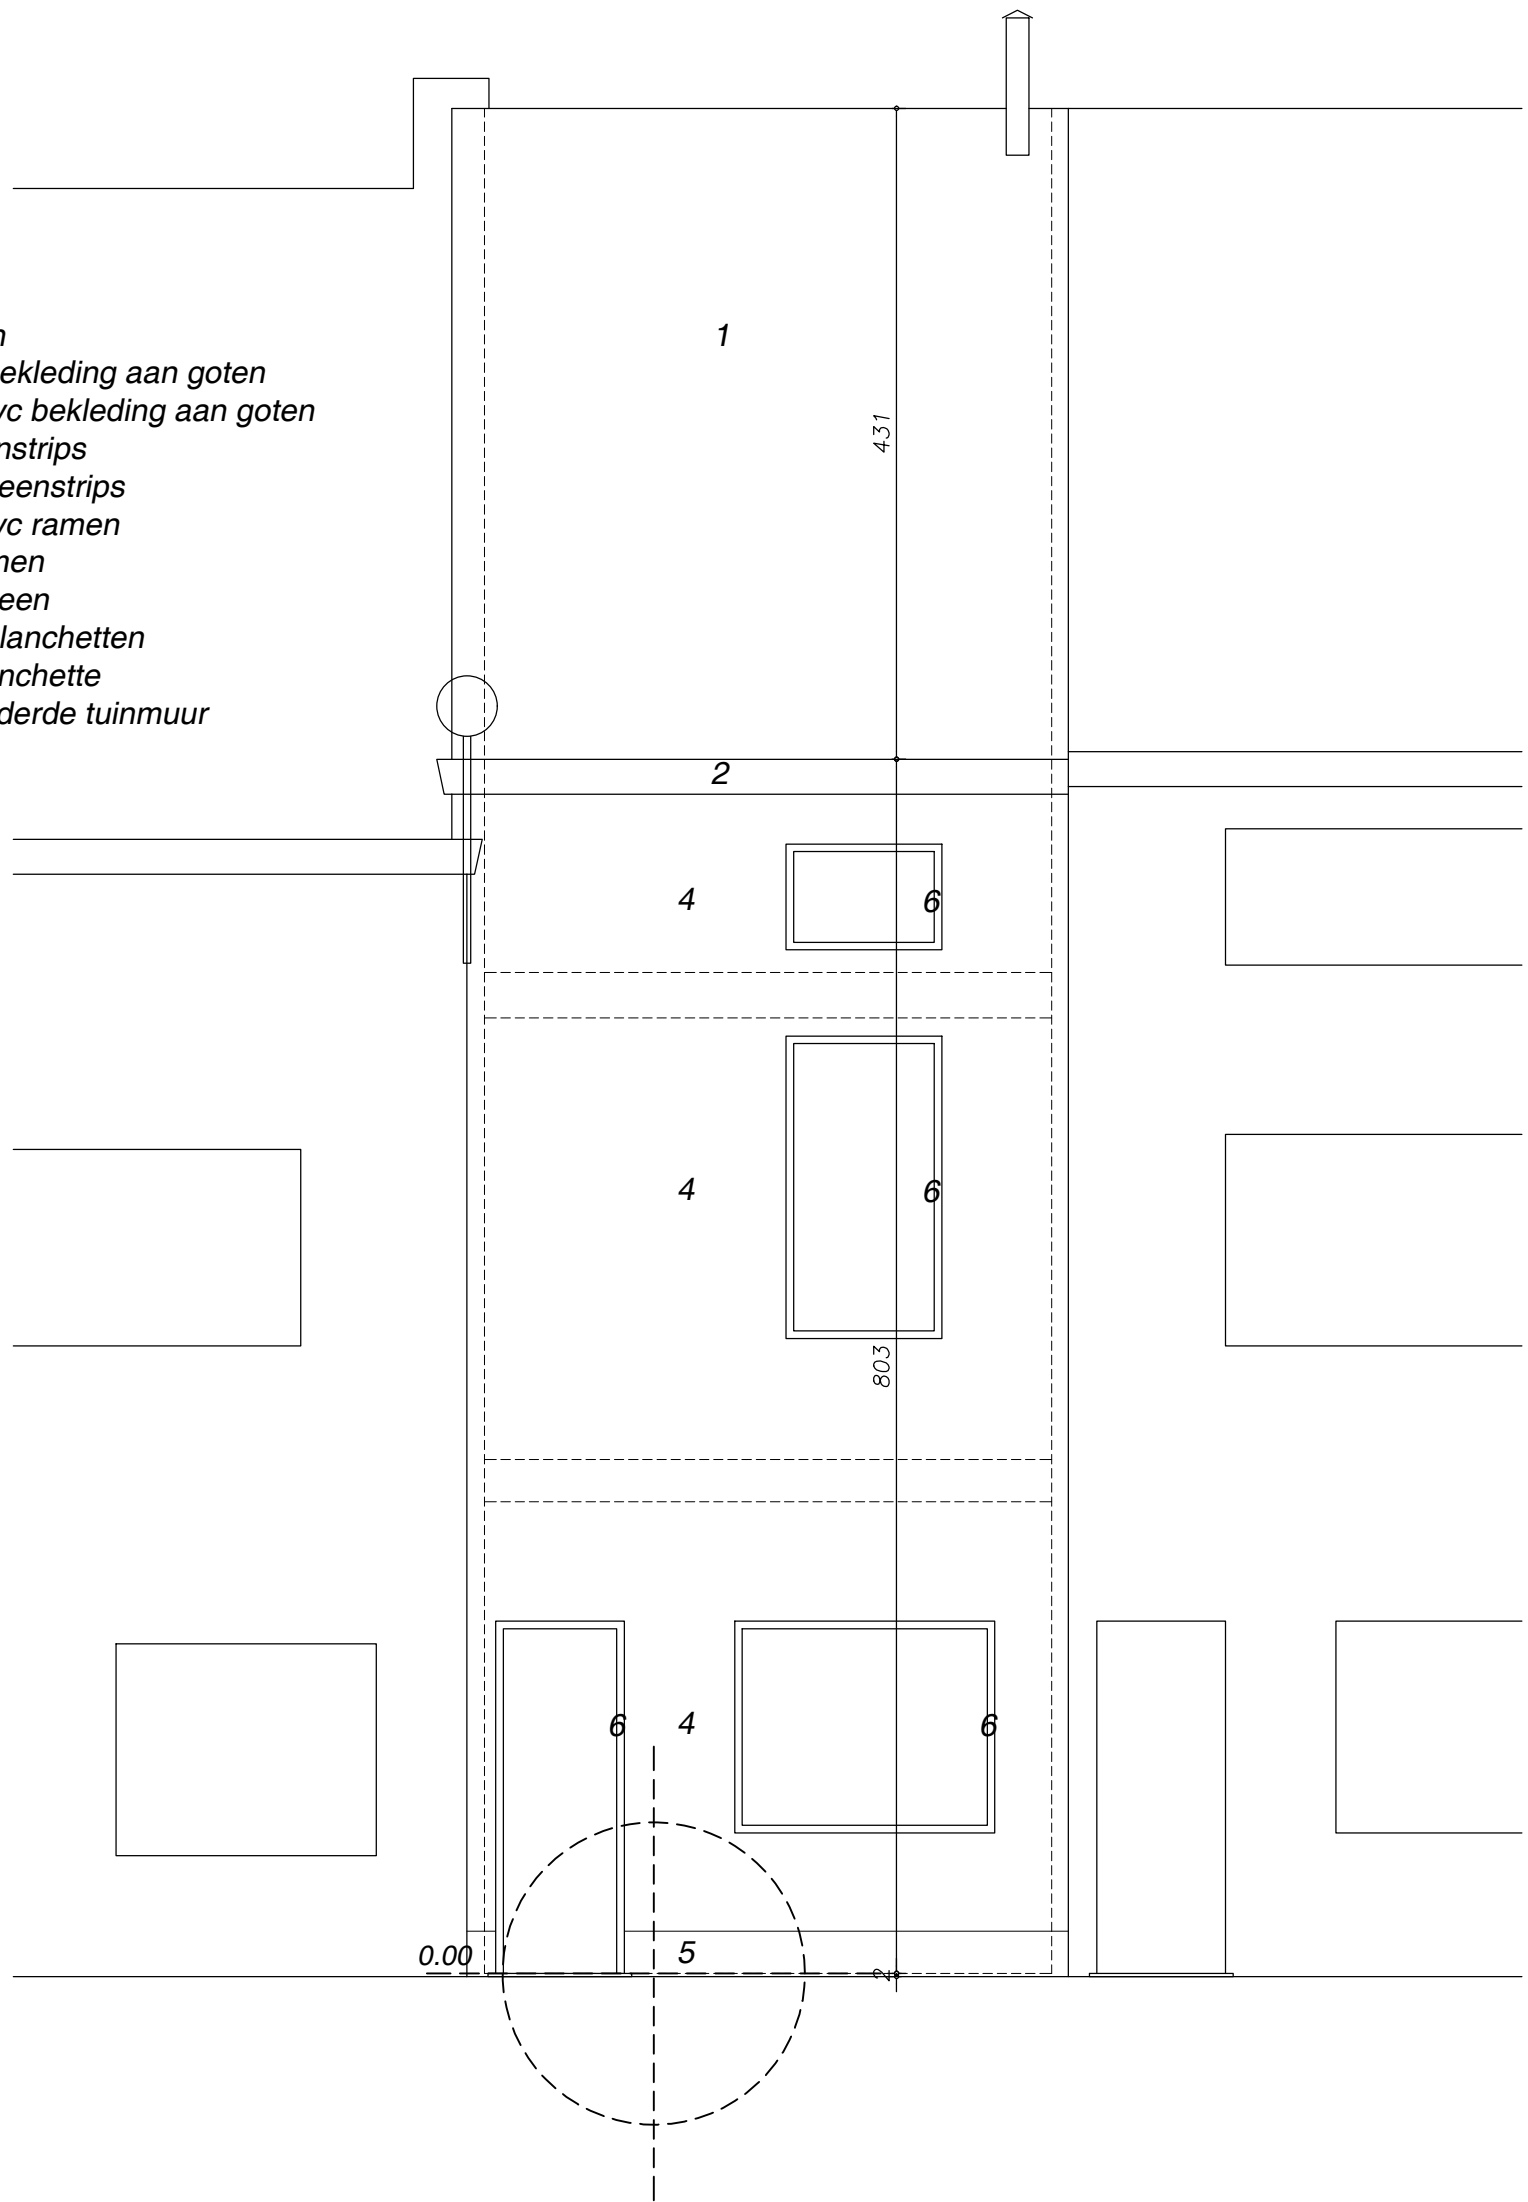 1
n
ekleding aan goten
vc bekleding aan goten
431
nstrips
eenstrips
vc ramen
nen
een
lanchetten
nchette
derde tuinmuur
2
4
6
4
6
803
6
4
6
0.00
5
2